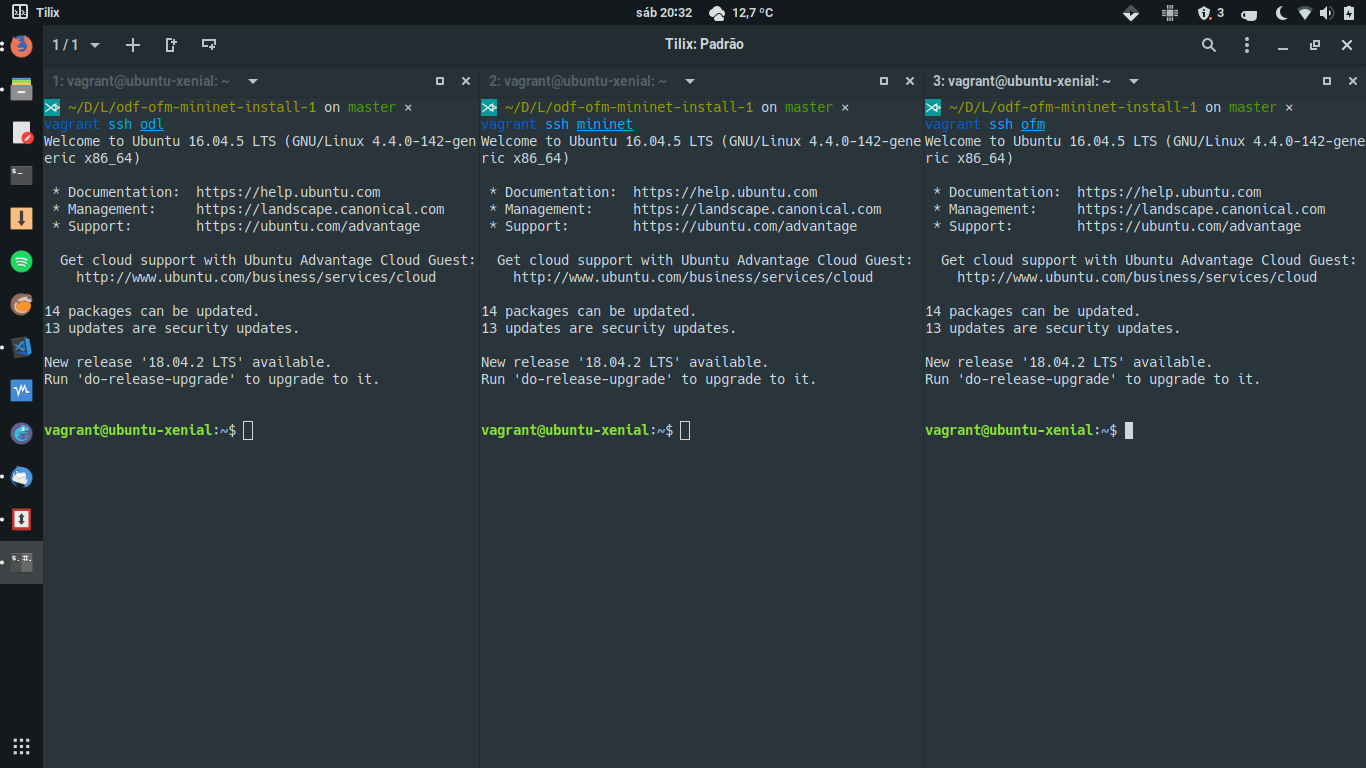 Tilix
sáb 20:32
12,7 ºC
3
1 / 1
Tilix: Padrão
1: vagrant@ubuntu-xenial: ~
~/D/L/odf-ofm-mininet-install-1 on master ×
vagrant ssh odl
Welcome to Ubuntu 16.04.5 LTS (GNU/Linux 4.4.0-142-gen
eric x86_64)
* Documentation:  https://help.ubuntu.com
* Management:     https://landscape.canonical.com
* Support:        https://ubuntu.com/advantage
Get cloud support with Ubuntu Advantage Cloud Guest:
http://www.ubuntu.com/business/services/cloud
14 packages can be updated.
13 updates are security updates.
New release '18.04.2 LTS' available.
Run 'do-release-upgrade' to upgrade to it.
vagrant@ubuntu-xenial:~$
2: vagrant@ubuntu-xenial: ~
~/D/L/odf-ofm-mininet-install-1 on master ×
vagrant ssh mininet
Welcome to Ubuntu 16.04.5 LTS (GNU/Linux 4.4.0-142-gene
eric x86_64)
* Documentation:  https://help.ubuntu.com
* Management:     https://landscape.canonical.com
* Support:        https://ubuntu.com/advantage
Get cloud support with Ubuntu Advantage Cloud Guest:
http://www.ubuntu.com/business/services/cloud
14 packages can be updated.
13 updates are security updates.
New release '18.04.2 LTS' available.
Run 'do-release-upgrade' to upgrade to it.
vagrant@ubuntu-xenial:~$
3: vagrant@ubuntu-xenial: ~
~/D/L/odf-ofm-mininet-install-1 on master ×
vagrant ssh ofm
Welcome to Ubuntu 16.04.5 LTS (GNU/Linux 4.4.0-142-gene
ric x86_64)
* Documentation:  https://help.ubuntu.com
* Management:     https://landscape.canonical.com
* Support:        https://ubuntu.com/advantage
Get cloud support with Ubuntu Advantage Cloud Guest:
http://www.ubuntu.com/business/services/cloud
14 packages can be updated.
13 updates are security updates.
New release '18.04.2 LTS' available.
Run 'do-release-upgrade' to upgrade to it.
vagrant@ubuntu-xenial:~$